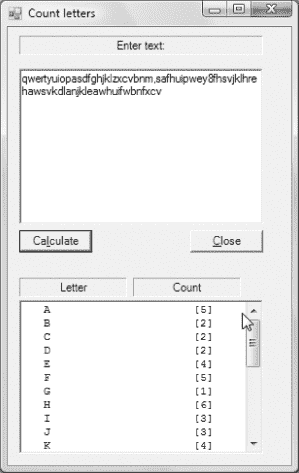 Count letters
Enter text:
qwertyuiopasdfghjklzxcvbnm,safhuipwey8fhsvjklhre
hawsvkdlanjkleawhuifwbnfxcv
Calculate Close
Letter Count
A [5]
B [2]
C [2]
D [2]
E [4]
F [5]
G [1]
H [6]
I [3]
J [3]
K [4]